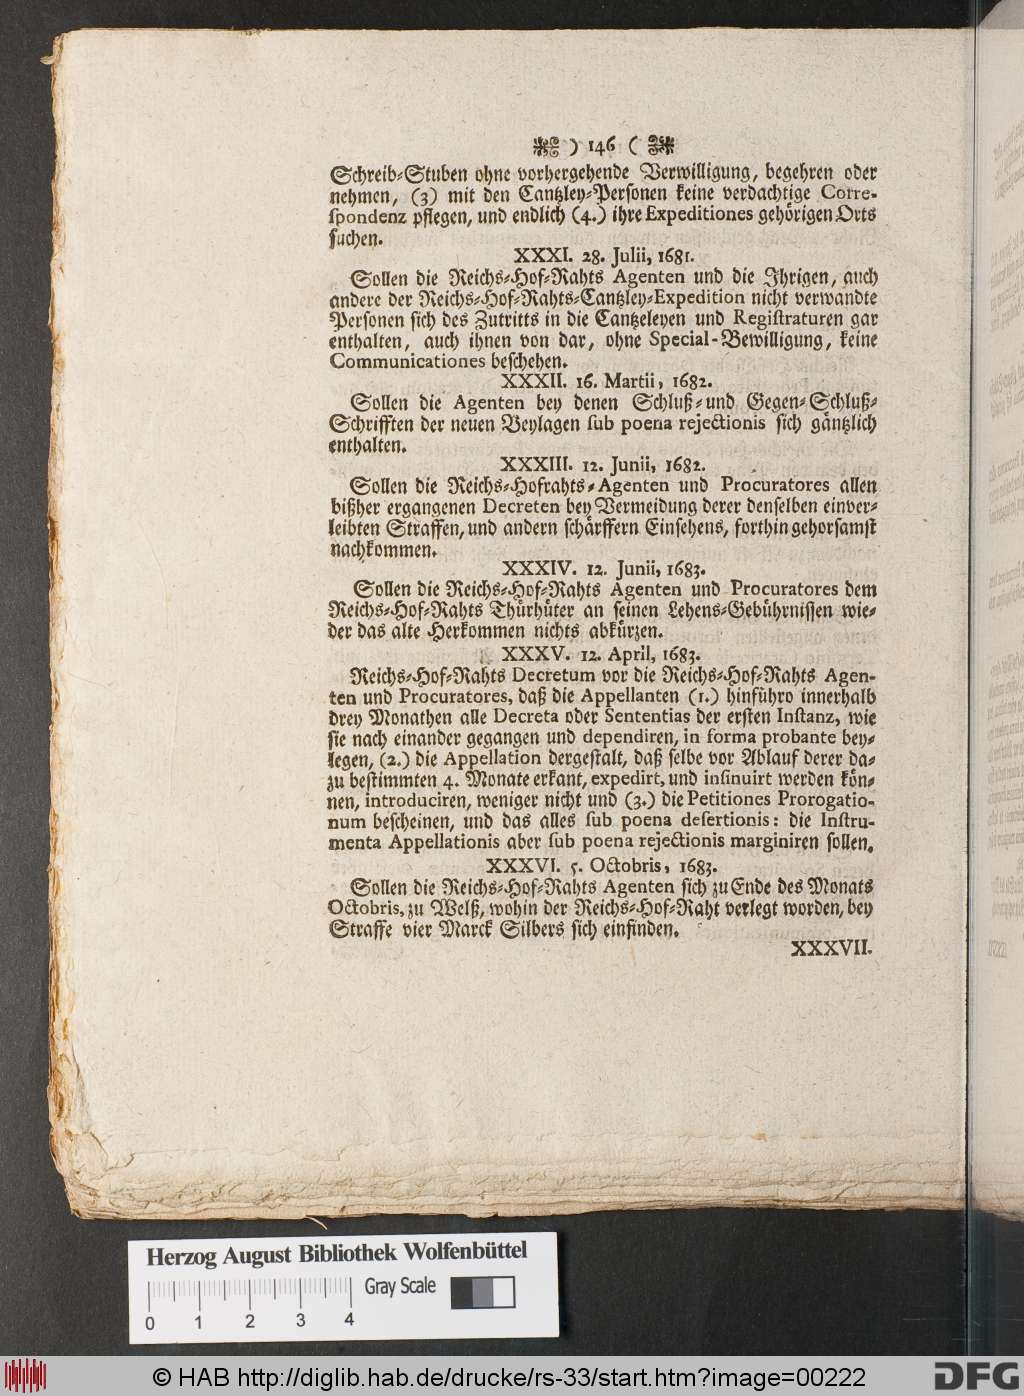 ) 146 (
Schreib-Stuben ohne vorhergehende Verwilligung, begehren oder
nehmen, (3) mit den Cantzley-Personen keine verdachtige Corre-
spondenz pflegen, und endlich (4.) ihre Expeditiones gehörigen Orts
suchen.
XXXI. 28. Julii, 1681.
Sollen die Reichs-Hof-Rahts Agenten und die Ihrigen, auch
andere der Reichs-Hof-Rahts-Cantzley-Expedition nicht verwandte
Personen sich des Zutritts in die Cantzeleyen und Registraturen gar
enthalten, auch ihnen von dar, ohne Special-Bewilligung, keine
Communicationes beschehen.
XXXII. 16. Martii, 1682.
Sollen die Agenten bey denen Schluß-und Gegen-Schluß-
Schrifften der neuen Beylagen sub poena rejectionis sich gäntzlich
enthalten.
XXXIII. 12. Junii, 1682.
Sollen die Reichs-Hofrahts-Agenten und Procuratores allen
bißher ergangenen Decreten bey Vermeidung derer denselben einver-
leibten Straffen, und andern schärffern Einsehens, forthin gehorsamst
nachkommen.
XXXIV. 12. Junii, 1683.
Sollen die Reichs-Hof-Rahts Agenten und Procuratores dem
Reichs-Hof-Rahts Thürhüter an seinen Lehens-Gebührnissen wie-
der das alte Herkommen nichts abkürzen.
XXXV. 12. April, 1683.
Reichs-Hof-Rahts Decretum vor die Reichs-Hof-Rahts Agen-
ten und Procuratores, daß die Appellanten (1.) hinführo innerhalb
drey Monathen alle Decreta oder Sententias der ersten Instanz, wie
sie nach einander gegangen und dependiren, in forma probante bey-
legen, (2.) die Appellation dergestalt, daß selbe vor Ablauf derer da-
zu bestimmten 4. Monate erkant, expedirt, und insinuirt werden kön-
nen, introduciren, weniger nicht und (3.) die Petitiones Prorogatio-
num bescheinen, und das alles sub poena desertionis: die Instru-
menta Appellationis aber sub poena rejectionis marginiren sollen.
XXXVI. 5. Octobris, 1683.
Sollen die Reichs-Hof-Rahts Agenten sich zu Ende des Monats
Octobris, zu Welß, wohin der Reichs-Hof-Raht verlegt worden, bey
Straffe vier Marck Silbers sich einfinden.
XXXVII.
Herzog August Bibliothek Wolfenbüttel
Gray Scale
0 1 2 3 4
© HAB http://diglib.hab.de/drucke/rs-33/start.htm?image=00222
DFG